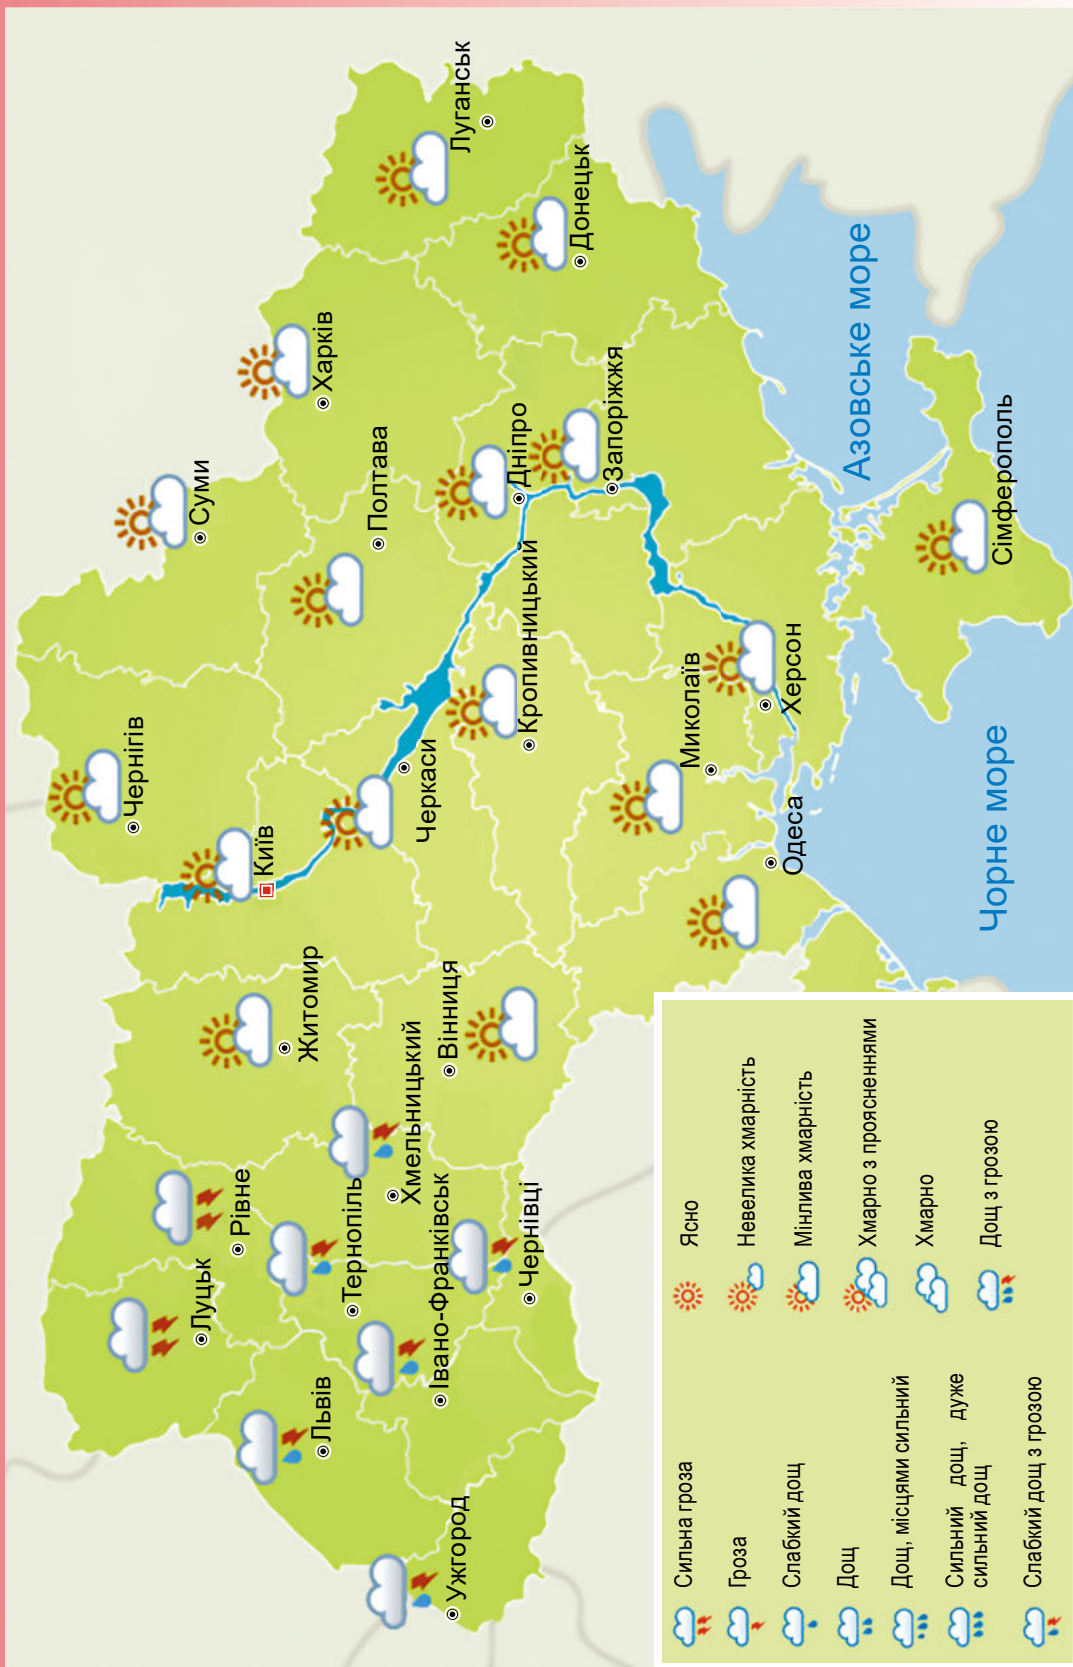 Луганськ
Донецьк
Харків
Суми
Полтава
Дніпро
Запоріжжя
Азовське море
Сімферополь
Чернігів
Київ
Черкаси
Кропивницький
Миколаїв
Херсон
Одеса
Чорне море
Житомир
Вінниця
Хмельницький
Рівне
Луцьк
Тернопіль
Івано-Франківськ
Чернівці
Львів
Ужгород
Сильна гроза
Гроза
Слабкий дощ
Дощ
Дощ, місцями сильний
Сильний дощ, дуже
сильний дощ
Слабкий дощ з грозою
Ясно
Невелика хмарність
Мінлива хмарність
Хмарно з проясненнями
Хмарно
Дощ з грозою